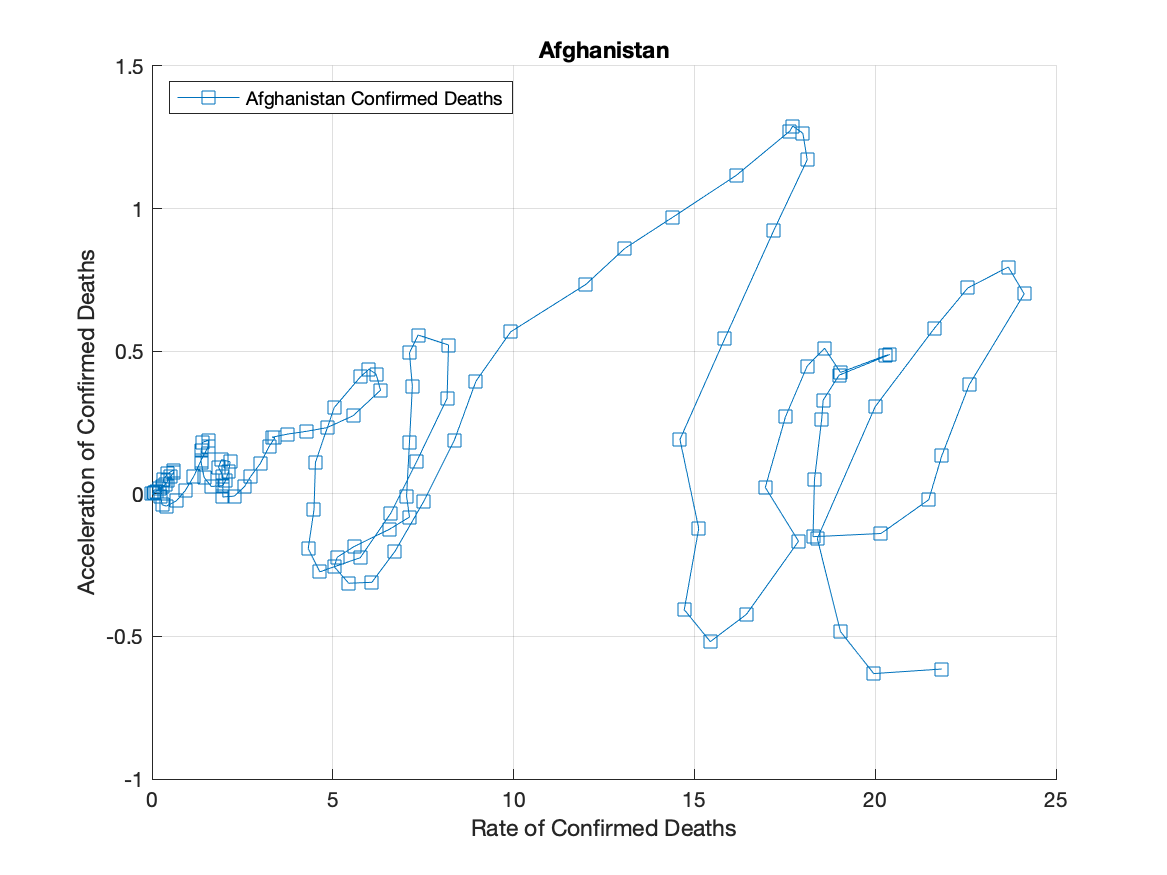 Afghanistan
1.5
Afghanistan Confirmed Deaths
1
0.5
0
-0.5
-1
Acceleration of Confirmed Deaths
0 5 10 15 20 25
Rate of Confirmed Deaths